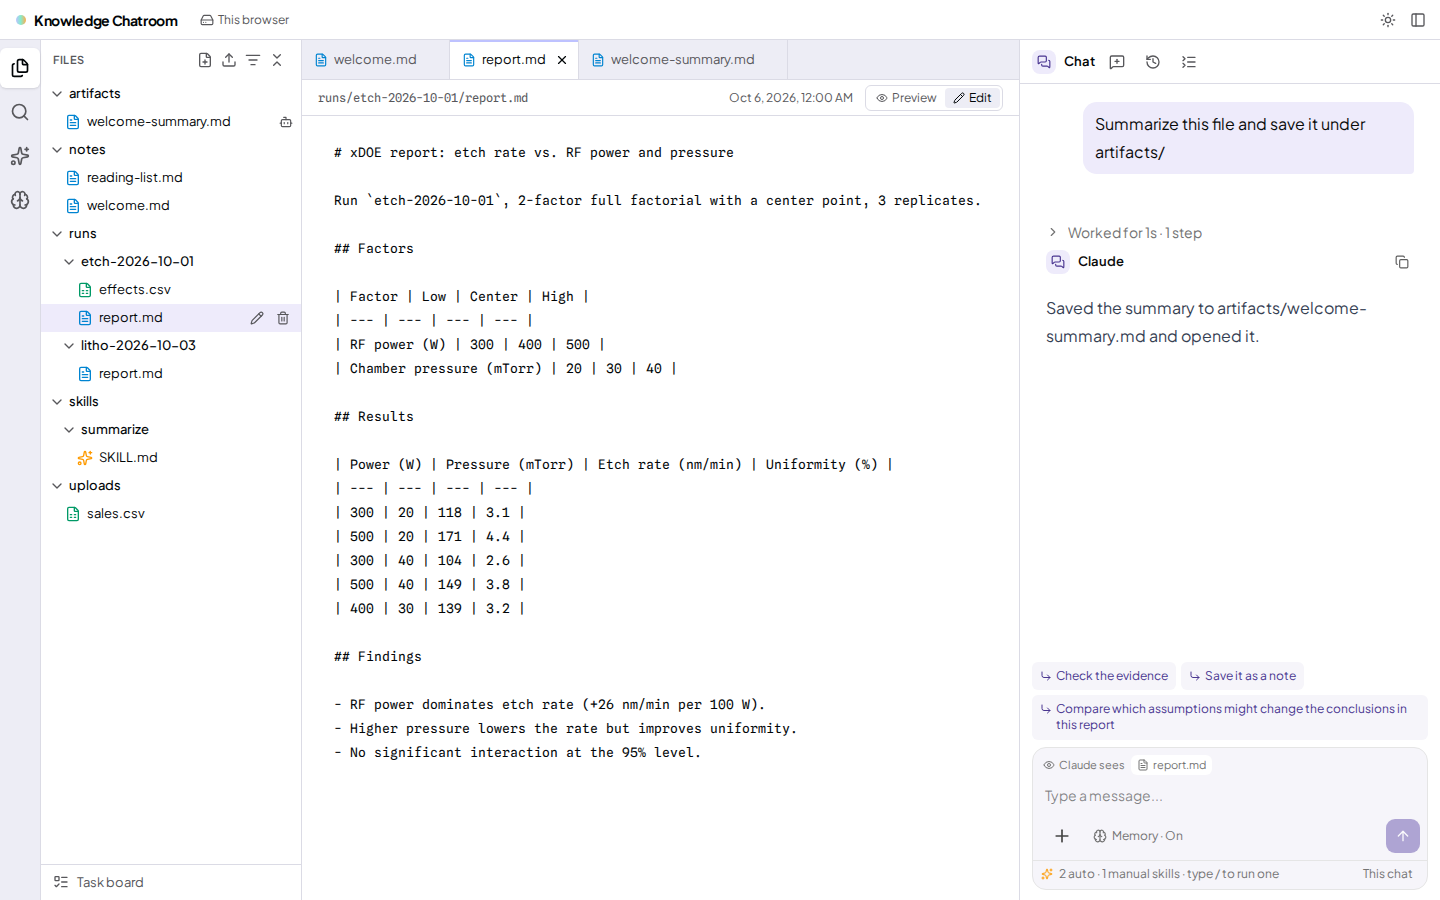 Knowledge Chatroom
This browser
FILES
artifacts
welcome-summary.md
notes
reading-list.md
welcome.md
runs
etch-2026-10-01
effects.csv
report.md
litho-2026-10-03
report.md
skills
summarize
SKILL.md
uploads
sales.csv
Task board
welcome.md
report.md
welcome-summary.md
runs/etch-2026-10-01/report.md
Oct 6, 2026, 12:00 AM
Preview
Edit
# xDOE report: etch rate vs. RF power and pressure
Run `etch-2026-10-01`, 2-factor full factorial with a center point, 3 replicates.
## Factors
| Factor | Low | Center | High |
| --- | --- | --- | --- |
| RF power (W) | 300 | 400 | 500 |
| Chamber pressure (mTorr) | 20 | 30 | 40 |
## Results
| Power (W) | Pressure (mTorr) | Etch rate (nm/min) | Uniformity (%) |
| --- | --- | --- | --- |
| 300 | 20 | 118 | 3.1 |
| 500 | 20 | 171 | 4.4 |
| 300 | 40 | 104 | 2.6 |
| 500 | 40 | 149 | 3.8 |
| 400 | 30 | 139 | 3.2 |
## Findings
- RF power dominates etch rate (+26 nm/min per 100 W).
- Higher pressure lowers the rate but improves uniformity.
- No significant interaction at the 95% level.
Chat
Summarize this file and save it under
artifacts/
Worked for 1s · 1 step
Claude
Saved the summary to artifacts/welcome-
summary.md and opened it.
Check the evidence
Save it as a note
Compare which assumptions might change the conclusions in
this report
Claude sees
report.md
Type a message...
Memory · On
2 auto · 1 manual skills · type / to run one
This chat